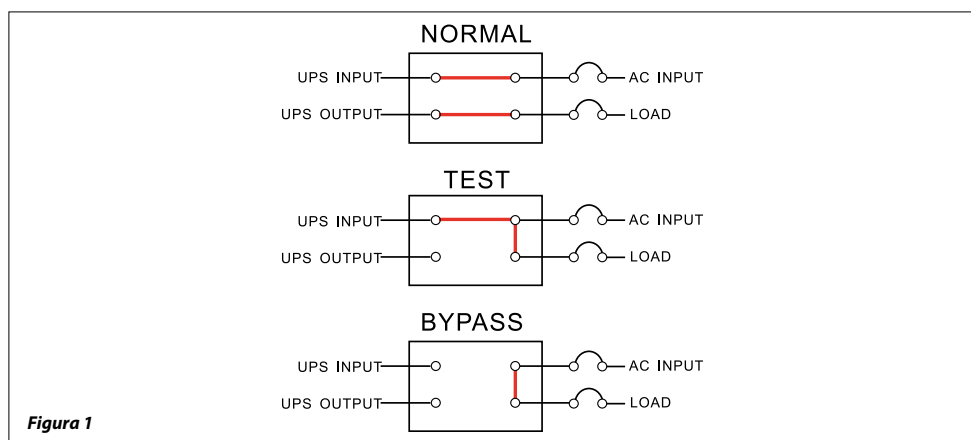 NORMAL
UPS INPUT AC INPUT
UPS OUTPUT LOAD
TEST
UPS INPUT AC INPUT
UPS OUTPUT LOAD
BYPASS
UPS INPUT AC INPUT
UPS OUTPUT LOAD
Figura 1